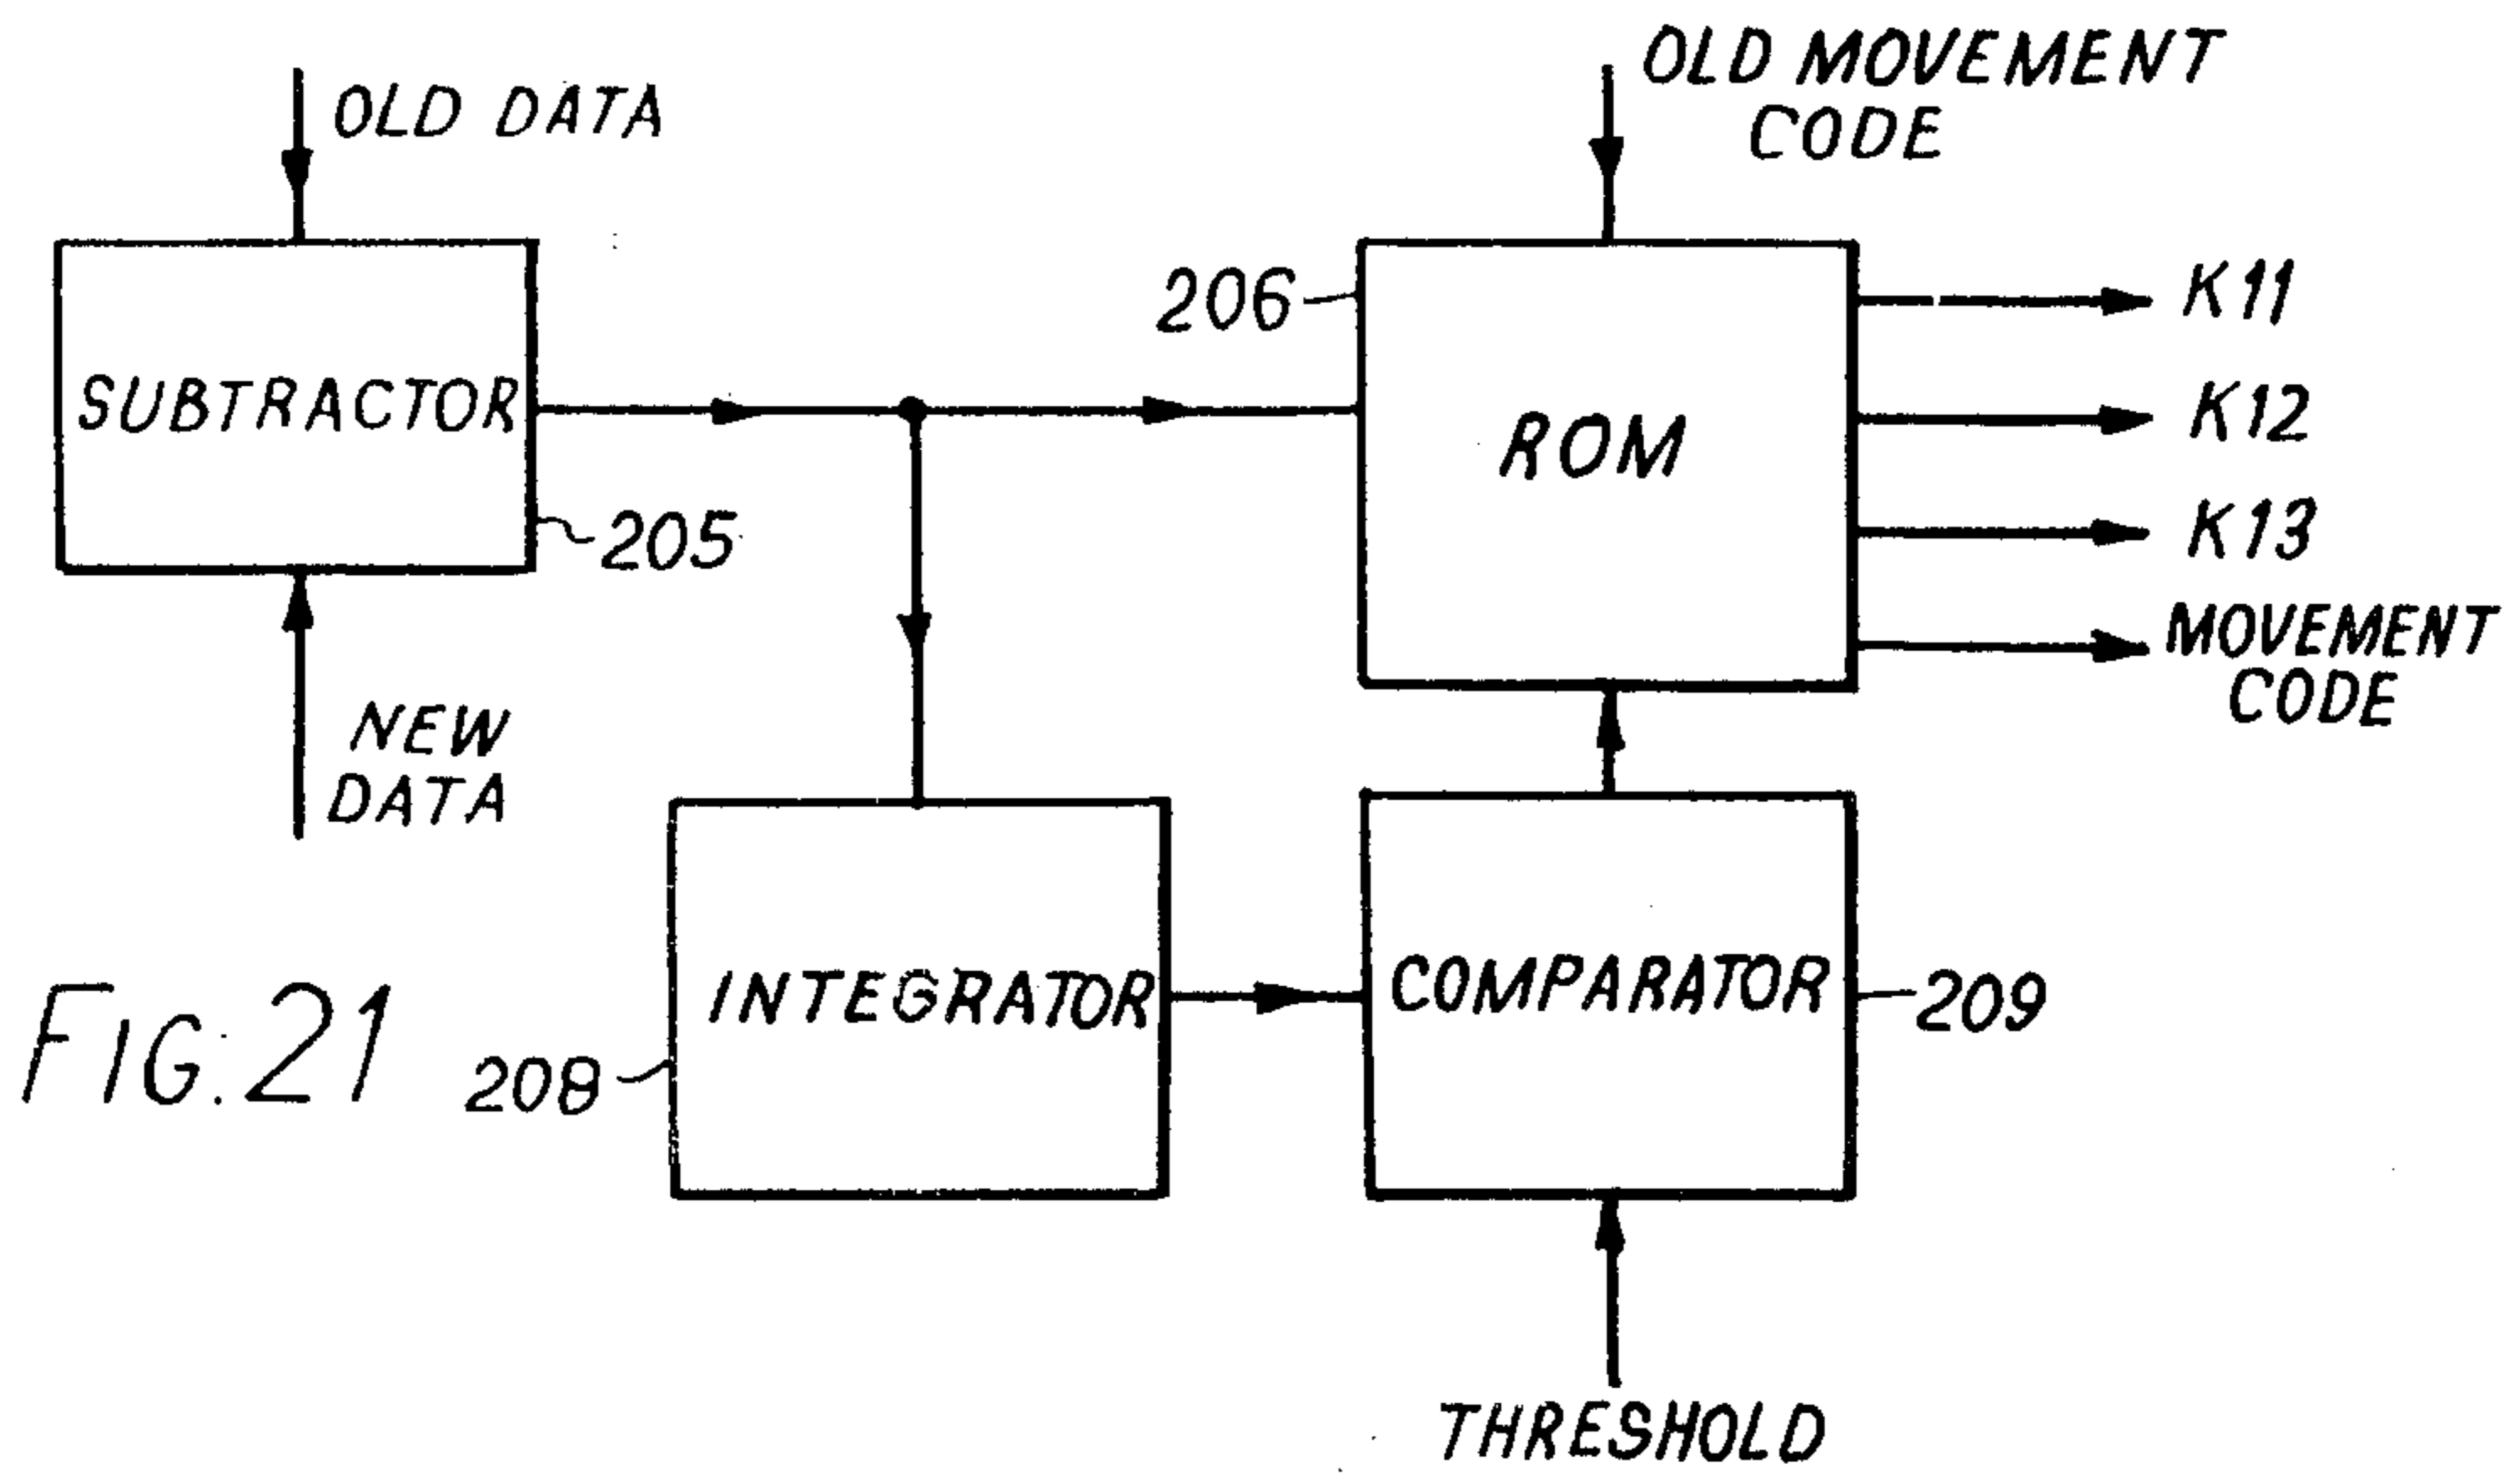 OLD DATA
OLD MOVEMENT
CODE
206
K11
SUBTRACTOR
ROM
K12
205
K13
MOVEMENT
CODE
NEW
DATA
INTEGRATOR
COMPARATOR
209
FIG. 21
208
THRESHOLD